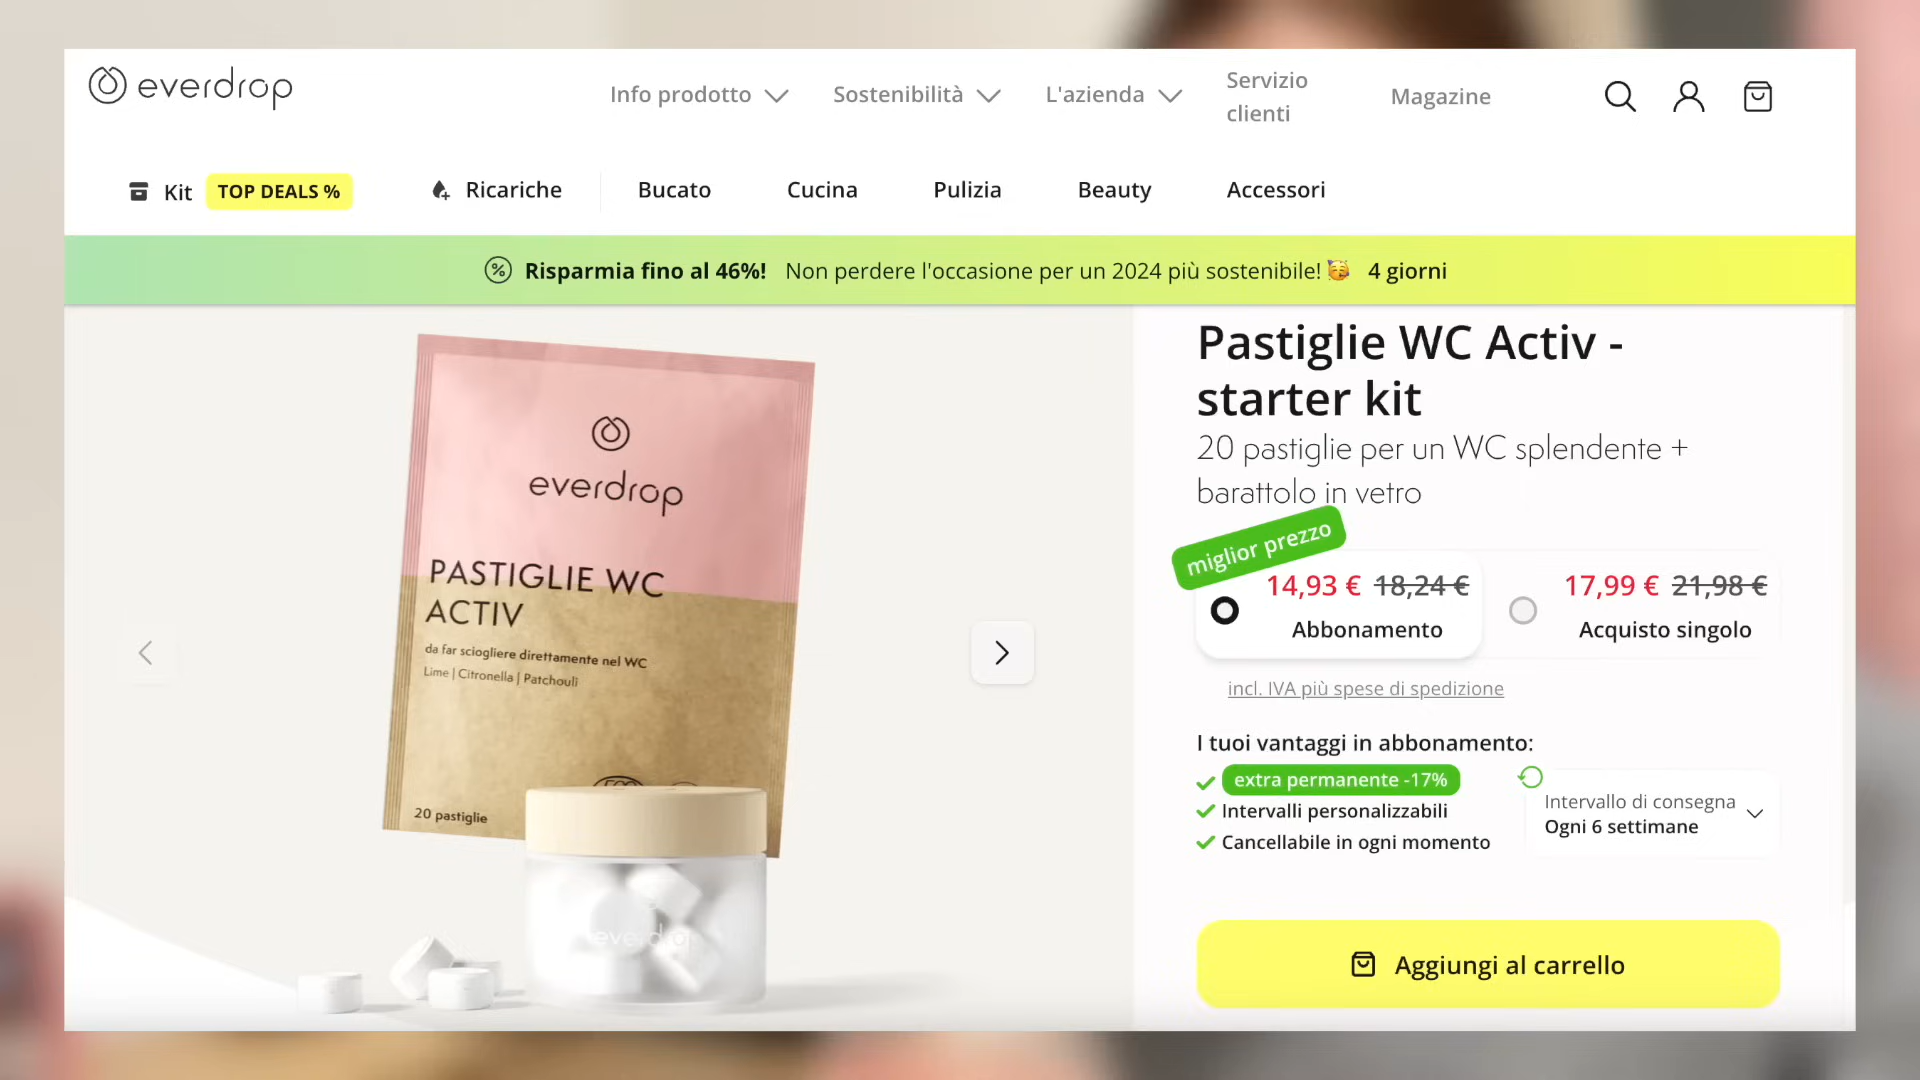 everdrop
Info prodotto
Sostenibilità
L'azienda
Servizio
clienti
Magazine
Kit
TOP DEALS %
Ricariche
Bucato
Cucina
Pulizia
Beauty
Accessori
Risparmia fino al 46%! Non perdere l'occasione per un 2024 più sostenibile! 🥳 4 giorni
everdrop
PASTIGLIE WC
ACTIV
da far sciogliere direttamente nel WC
Lime | Citronella | Patchouli
20 pastiglie
everdrop
Pastiglie WC Activ -
starter kit
20 pastiglie per un WC splendente +
barattolo in vetro
miglior prezzo
14,93 € 18,24 €
Abbonamento
17,99 € 21,98 €
Acquisto singolo
incl. IVA più spese di spedizione
I tuoi vantaggi in abbonamento:
extra permanente -17%
Intervalli personalizzabili
Cancellabile in ogni momento
Intervallo di consegna
Ogni 6 settimane
Aggiungi al carrello